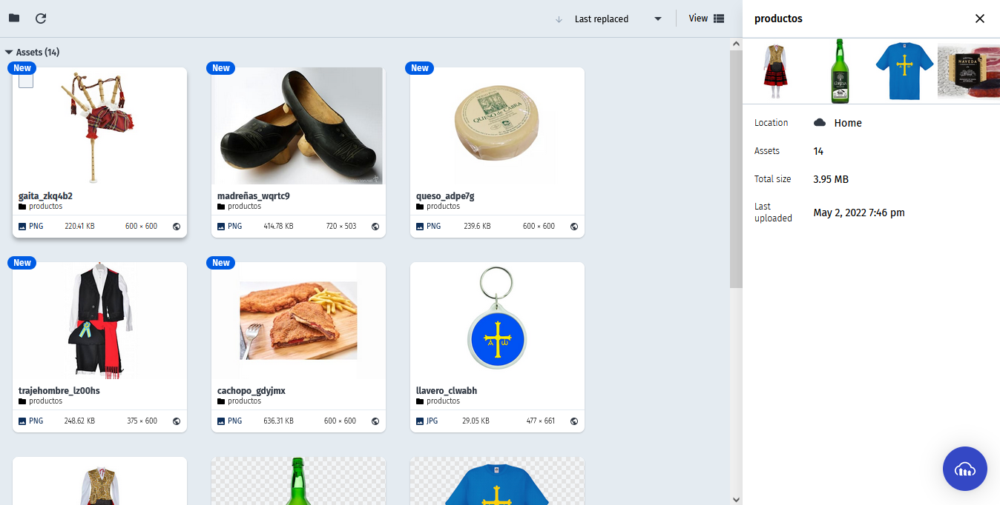 Last replaced
View
productos
Assets (14)
New
New
New
QUESO de CABRA
NAVEDA
gaita_zkq4b2
productos
PNG 220.41 KB 600 × 600
madreñas_wqrtc9
productos
PNG 414.78 KB 720 × 503
queso_adpe7g
productos
PNG 239.6 KB 600 × 600
Location Home
Assets 14
Total size 3.95 MB
Last
uploaded
May 2, 2022 7:46 pm
New
New
trajehombre_lz00hs
productos
PNG 248.62 KB 375 × 600
cachopo_gdyjmx
productos
PNG 636.31 KB 600 × 600
llavero_clwabh
productos
JPG 29.05 KB 477 × 661